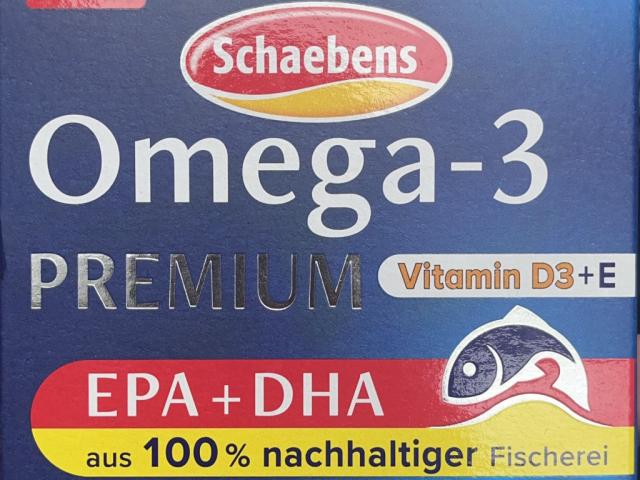 Schaebens
Omega-3
PREMIUM Vitamin D3+E
EPA + DHA
aus 100% nachhaltiger Fischerei